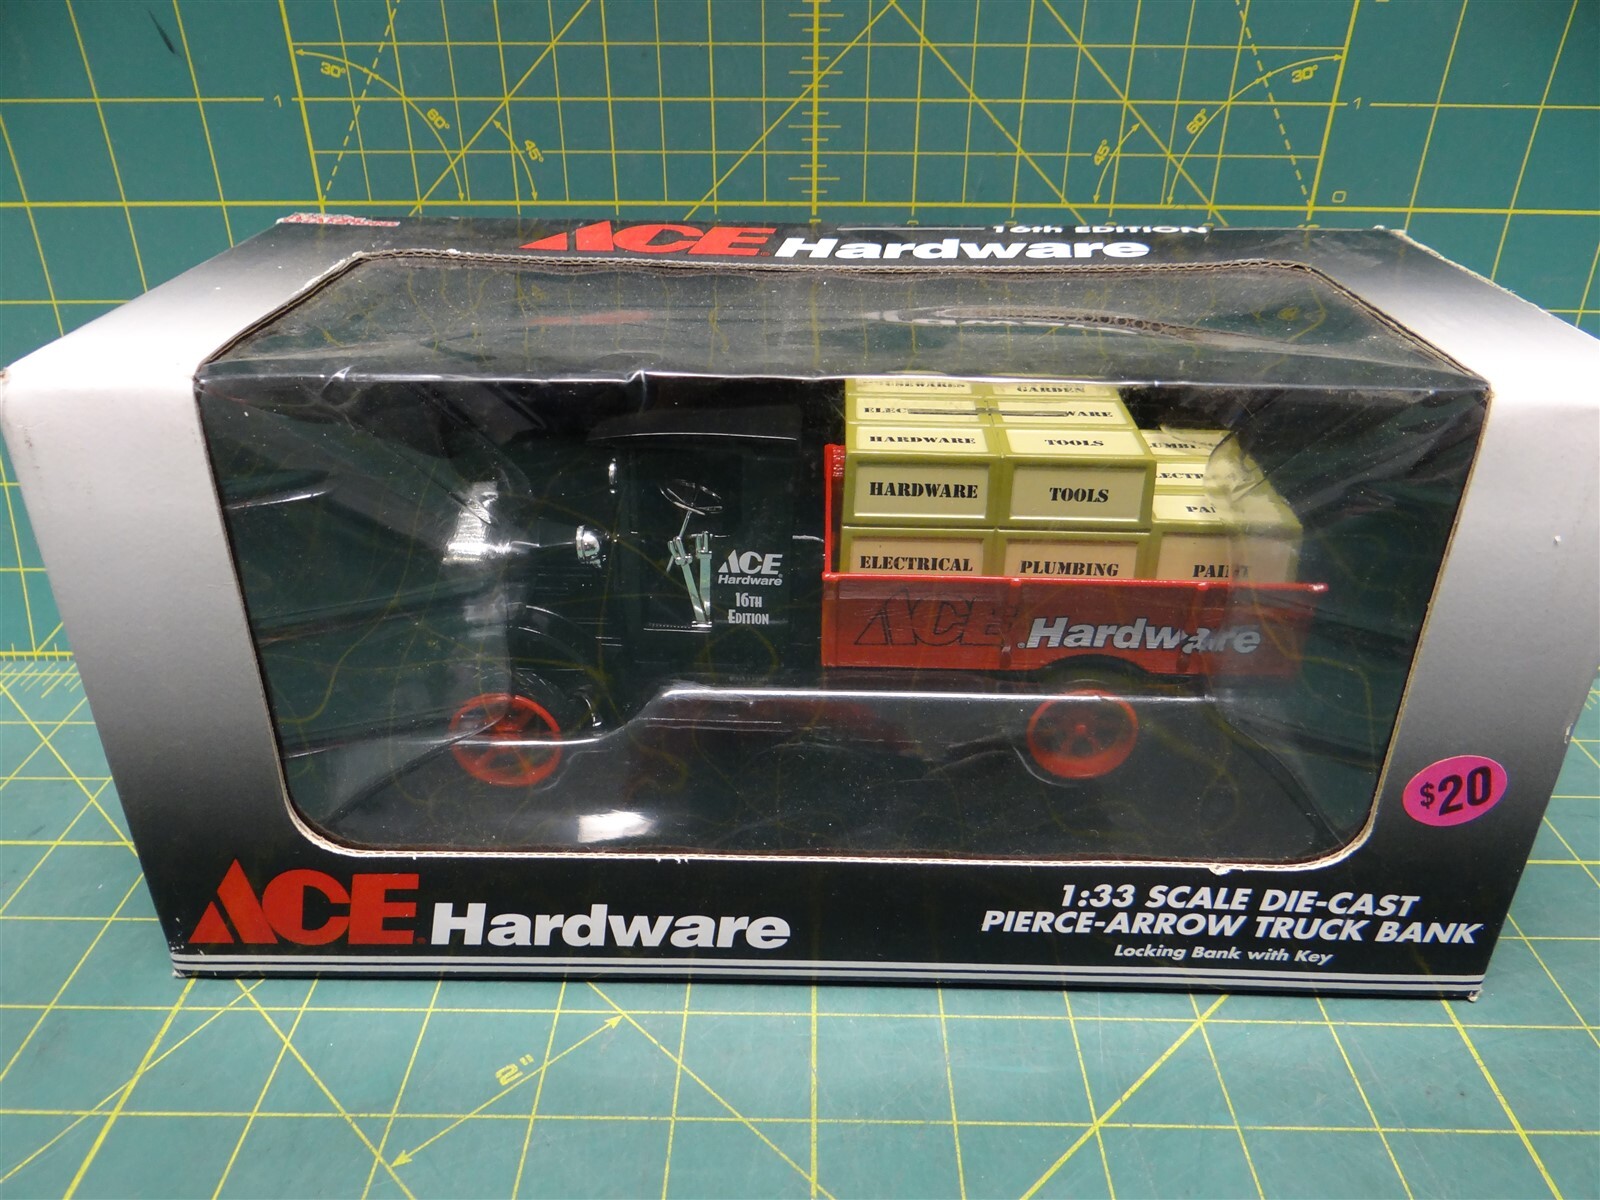 30°
30°
1
1
60°
60°
45°
45°
0
16TH EDITION
ACE Hardware
GARDEN
HARDWARE TOOLS
HARDWARE TOOLS
ELECTRICAL PLUMBING
ACE
Hardware
16TH
EDITION
ACE Hardware
$20
ACE Hardware
1:33 SCALE DIE-CAST
PIERCE-ARROW TRUCK BANK
Locking Bank with Key
2"